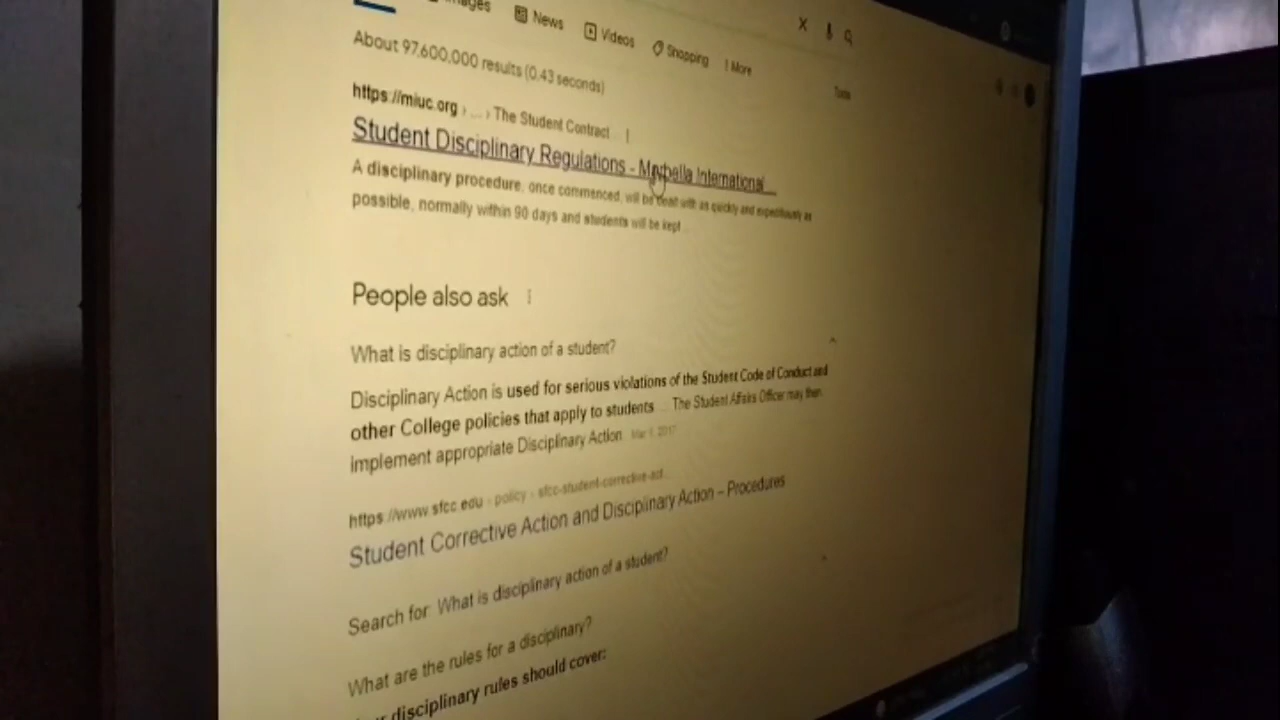 Images News Videos Shopping More
About 97,600,000 results (0.43 seconds)
Tools
https://miuc.org › ... › The Student Contract
Student Disciplinary Regulations - Marbella International ...
A disciplinary procedure, once commenced, will be dealt with as quickly and expeditiously as
possible, normally within 90 days and students will be kept ...
People also ask
What is disciplinary action of a student?
Disciplinary Action is used for serious violations of the Student Code of Conduct and
other College policies that apply to students ... The Student Affairs Officer may then
implement appropriate Disciplinary Action. Mar 1, 2017
https://www.sfcc.edu › policy › sfcc-student-corrective-act...
Student Corrective Action and Disciplinary Action – Procedures
Search for: What is disciplinary action of a student?
What are the rules for a disciplinary?
disciplinary rules should cover: